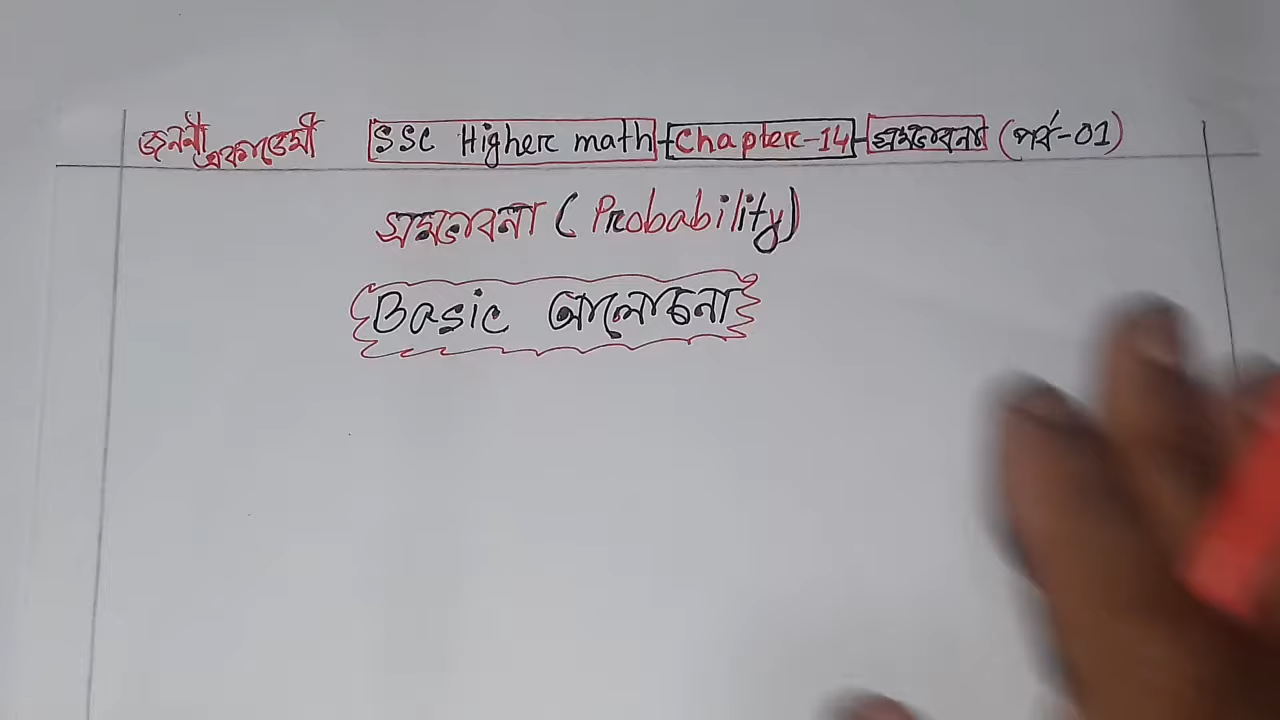 জননী একাডেমী SSC Higher math - Chapter-14 - সম্ভাবনা (পর্ব-01)
সম্ভাবনা (Probability)
Basic আলোচনা